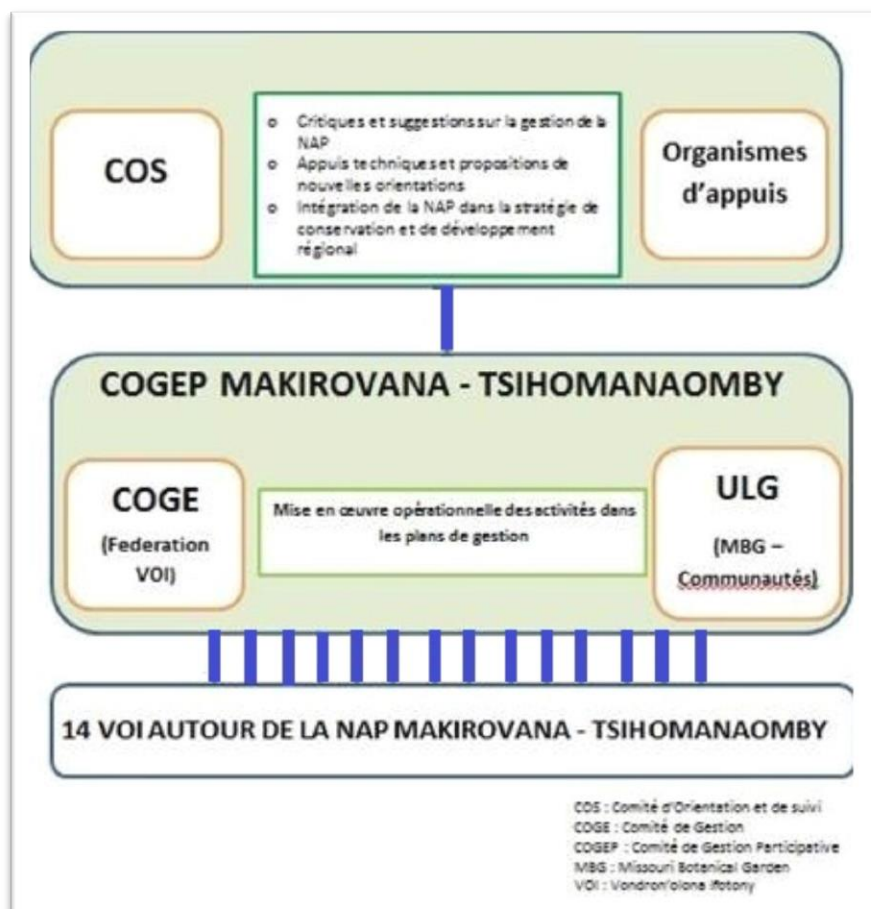 COS
o Critiques et suggestions sur la gestion de la
NAP
o Appuis techniques et propositions de
nouvelles orientations
o Intégration de la NAP dans la stratégie de
conservation et de développement
régional
Organismes
d'appuis
COGEP MAKIROVANA - TSIHOMANAOMBY
COGE
(Federation
VOI)
Mise en œuvre opérationnelle des activités dans
les plans de gestion
ULG
(MBG –
Communautés)
14 VOI AUTOUR DE LA NAP MAKIROVANA - TSIHOMANAOMBY
COS : Comité d'Orientation et de suivi
COGE : Comité de Gestion
COGEP : Comité de Gestion Participative
MBG : Missouri Botanical Garden
VOI : Vondron'olona Ifotony